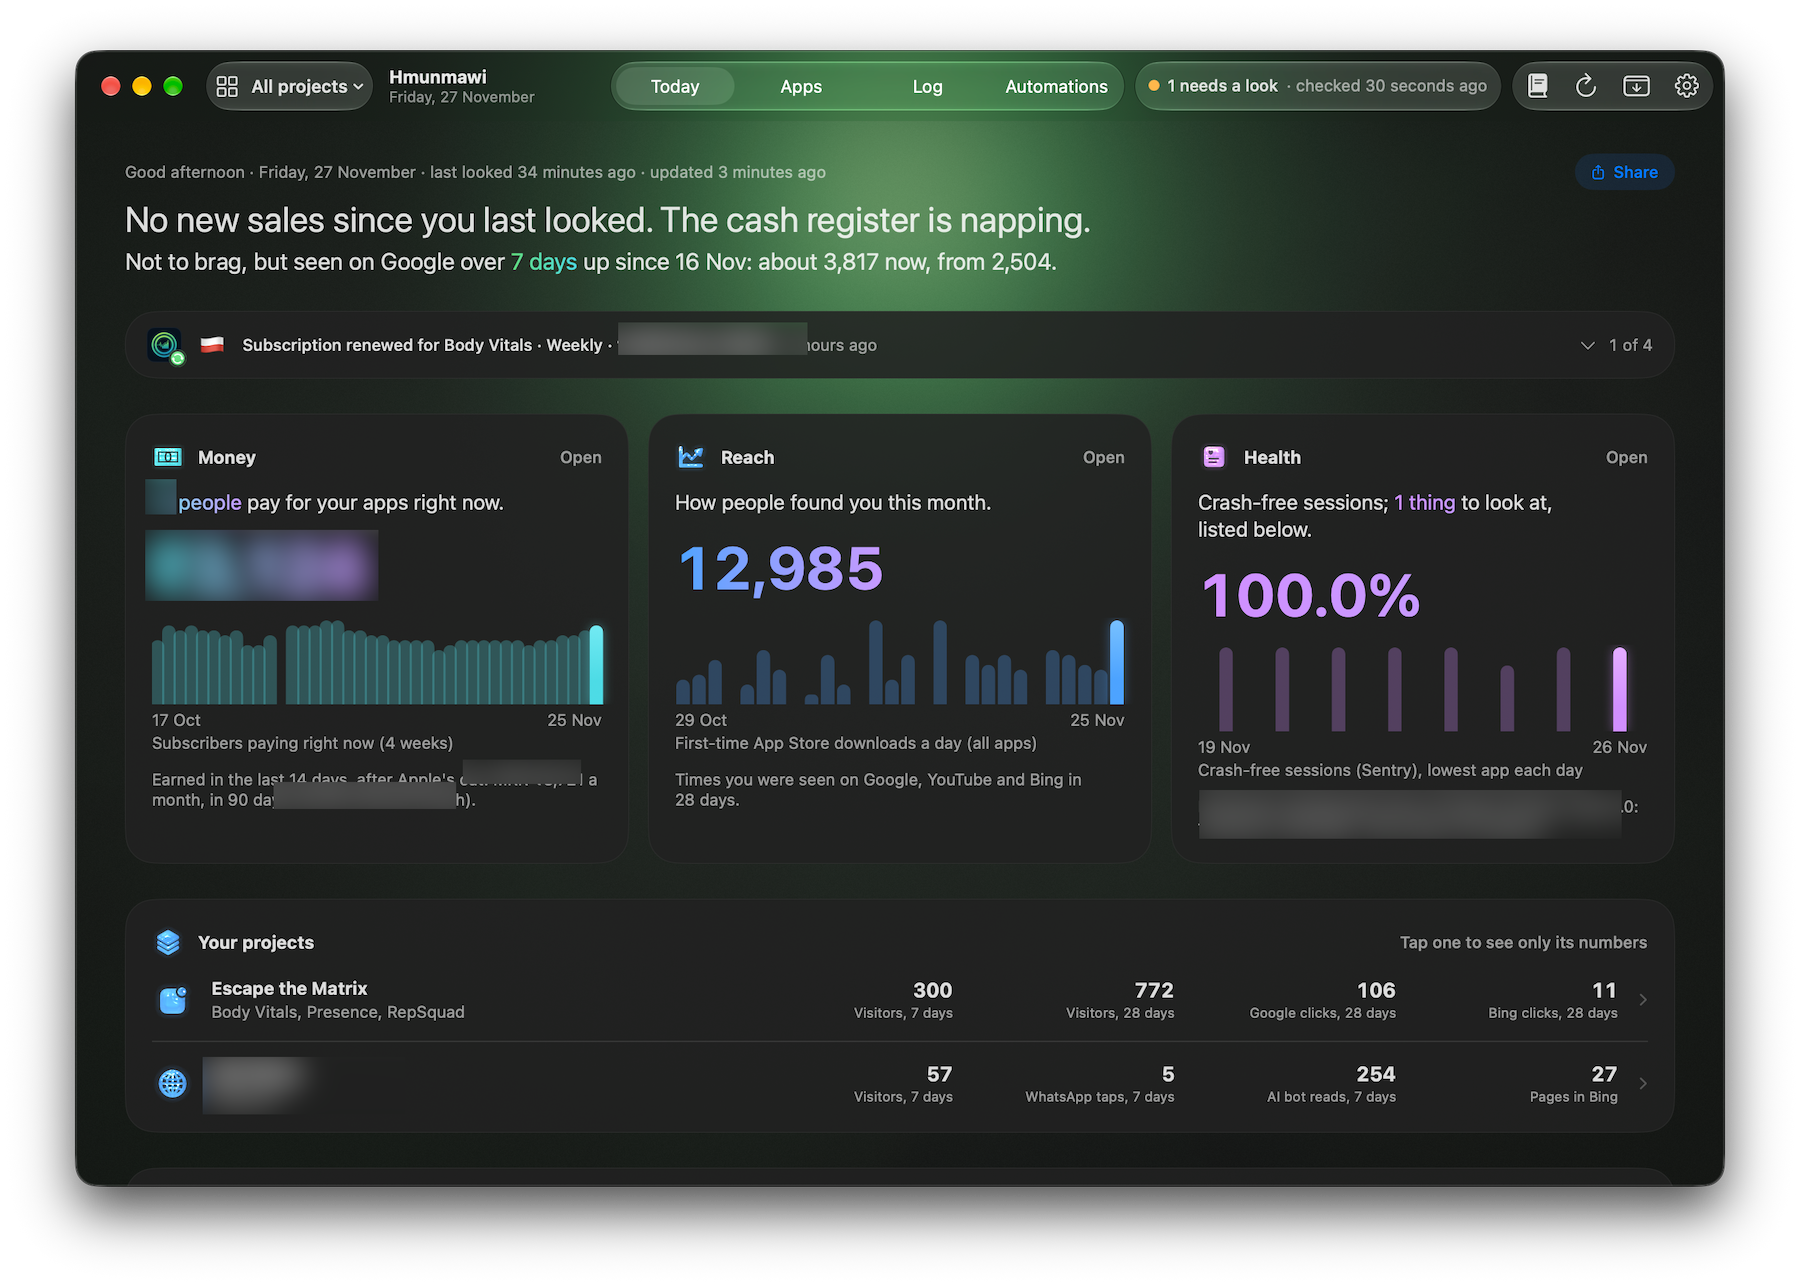 All projects
Hmunmawi
Friday, 27 November
Today
Apps
Log
Automations
1 needs a look · checked 30 seconds ago
Good afternoon · Friday, 27 November · last looked 34 minutes ago · updated 3 minutes ago
Share
No new sales since you last looked. The cash register is napping.
Not to brag, but seen on Google over 7 days up since 16 Nov: about 3,817 now, from 2,504.
Subscription renewed for Body Vitals · Weekly · ago
1 of 4
Money
Open
people pay for your apps right now.
17 Oct
25 Nov
Subscribers paying right now (4 weeks)
Earned in the last 14 days, after Apple's a
month, in 90
Reach
Open
How people found you this month.
12,985
29 Oct
25 Nov
First-time App Store downloads a day (all apps)
Times you were seen on Google, YouTube and Bing in
28 days.
Health
Open
Crash-free sessions; 1 thing to look at,
listed below.
100.0%
19 Nov
26 Nov
Crash-free sessions (Sentry), lowest app each day
Your projects
Tap one to see only its numbers
Escape the Matrix
Body Vitals, Presence, RepSquad
300
Visitors, 7 days
772
Visitors, 28 days
106
Google clicks, 28 days
11
Bing clicks, 28 days
57
Visitors, 7 days
5
WhatsApp taps, 7 days
254
AI bot reads, 7 days
27
Pages in Bing